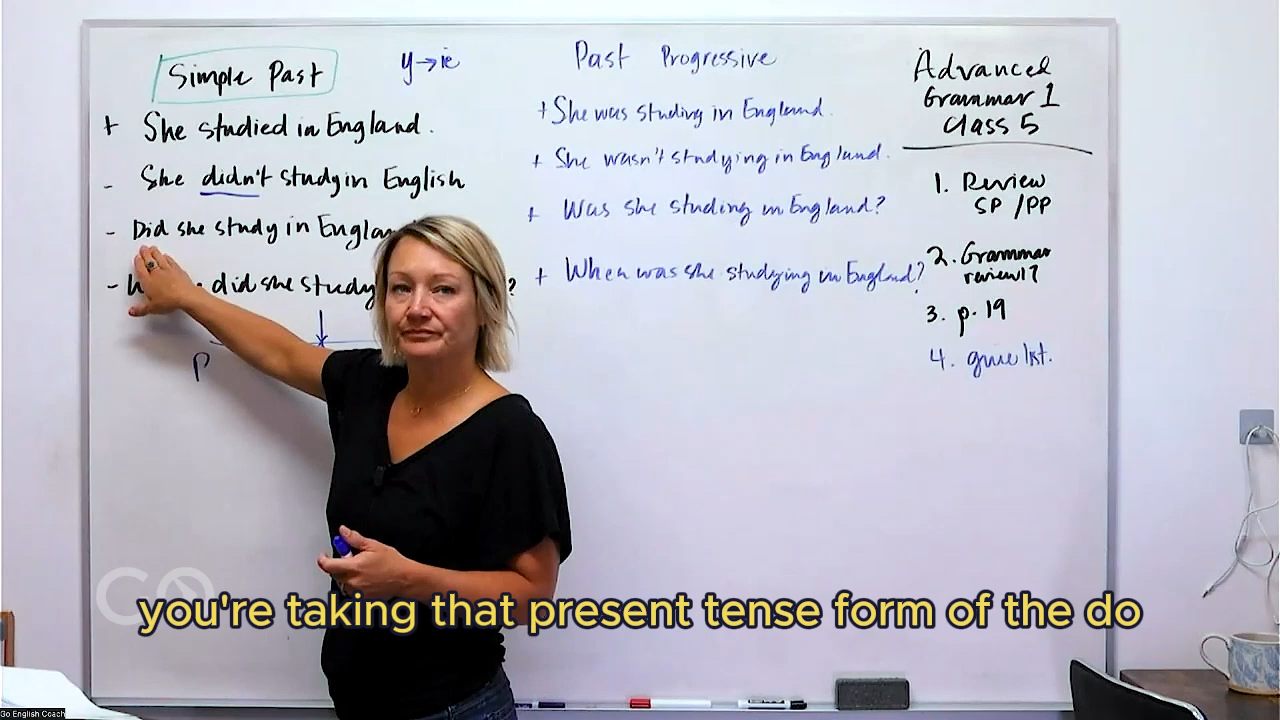 Simple Past
y→ie
+ She studied in England.
- She didn't study in English
- Did she study in Englan
- did she study ?
P
Past Progressive
+ She was studing in England.
+ She wasn't studying in England.
+ Was she studing in England?
+ When was she studying in England?
Advanced
Grammar 1
Class 5
1. Review
SP / PP
2. Grammar
review 1?
3. p. 19
4.
you're taking that present tense form of the do
Go English Coach